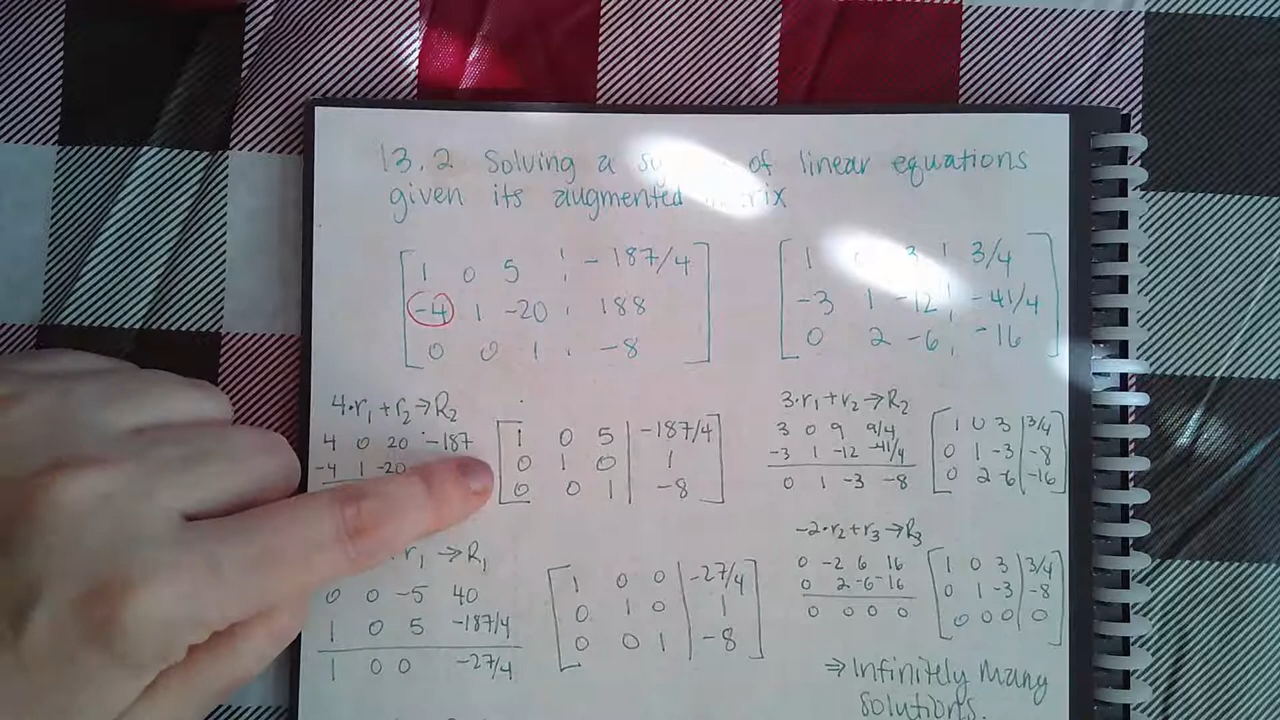 13.2 Solving a of linear equations
given its augmented
1 0 5 ¦ -187/4
-4 1 -20 ¦ 188
0 0 1 ¦ -8
4·r₁+r₂→R₂
4 0 20 -187
-4 1 -20
1 0 5 | -187/4
0 1 0 | 1
0 0 1 | -8
r₁ →R₁
0 0 -5 40
1 0 5 -187/4
1 0 0 -27/4
1 0 0 | -27/4
0 1 0 | 1
0 0 1 | -8
1 3 ¦ 3/4
-3 1 -12 ¦ -41/4
0 2 -6 ¦ -16
3·r₁+r₂→R₂
3 0 9 9/4
-3 1 -12 -41/4
0 1 -3 -8
1 0 3 | 3/4
0 1 -3 | -8
0 2 -6 | -16
-2·r₂+r₃→R₃
0 -2 6 16
0 2 -6 -16
0 0 0 0
1 0 3 | 3/4
0 1 -3 | -8
0 0 0 | 0
⇒ Infinitely many
solutions.